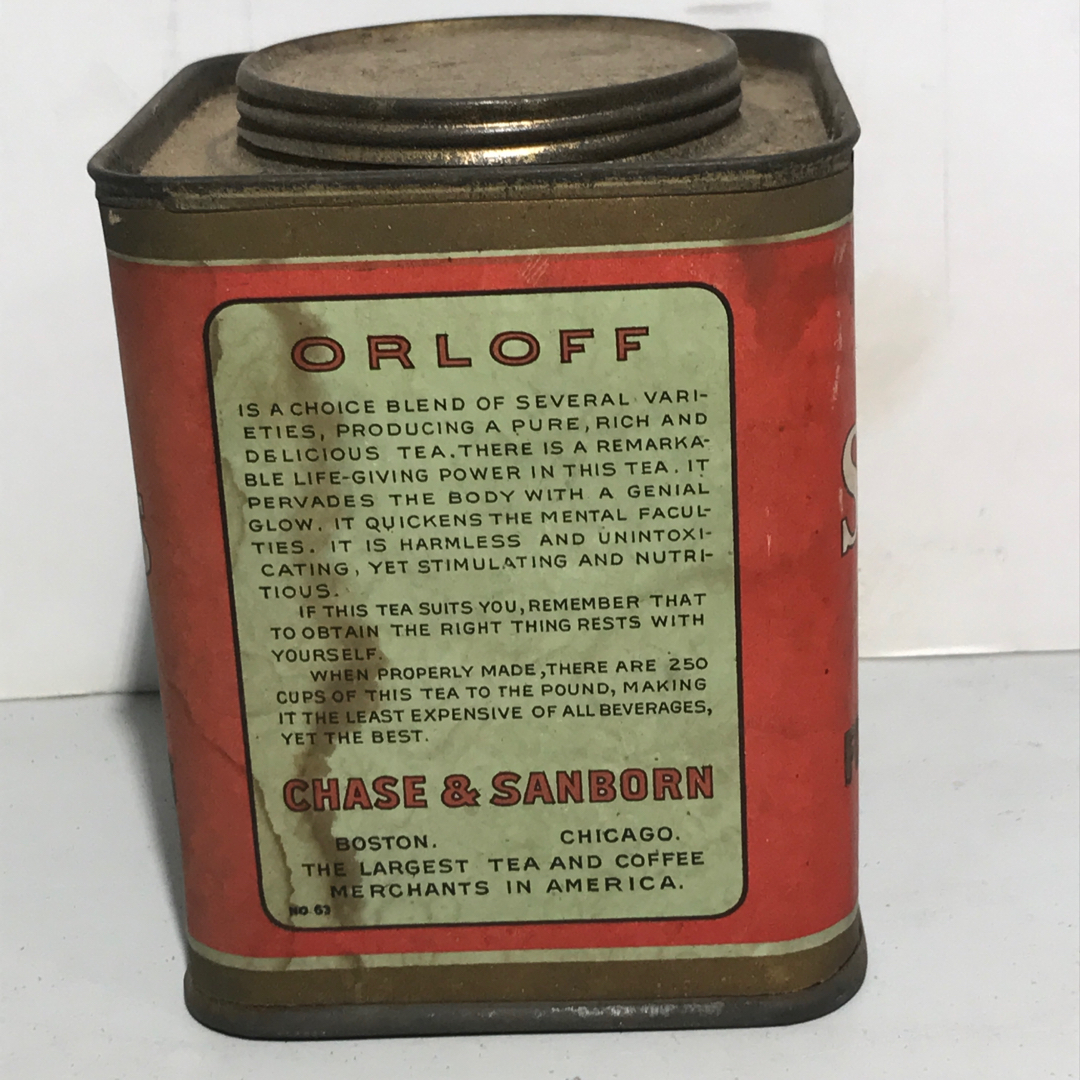 ORLOFF
IS A CHOICE BLEND OF SEVERAL VARI-
ETIES, PRODUCING A PURE, RICH AND
DELICIOUS TEA. THERE IS A REMARKA-
BLE LIFE-GIVING POWER IN THIS TEA. IT
PERVADES THE BODY WITH A GENIAL
GLOW. IT QUICKENS THE MENTAL FACUL-
TIES. IT IS HARMLESS AND UNINTOXI-
CATING, YET STIMULATING AND NUTRI-
TIOUS.
IF THIS TEA SUITS YOU, REMEMBER THAT
TO OBTAIN THE RIGHT THING RESTS WITH
YOURSELF.
WHEN PROPERLY MADE, THERE ARE 250
CUPS OF THIS TEA TO THE POUND, MAKING
IT THE LEAST EXPENSIVE OF ALL BEVERAGES,
YET THE BEST.
CHASE & SANBORN
BOSTON. CHICAGO.
THE LARGEST TEA AND COFFEE
MERCHANTS IN AMERICA.
NO 62